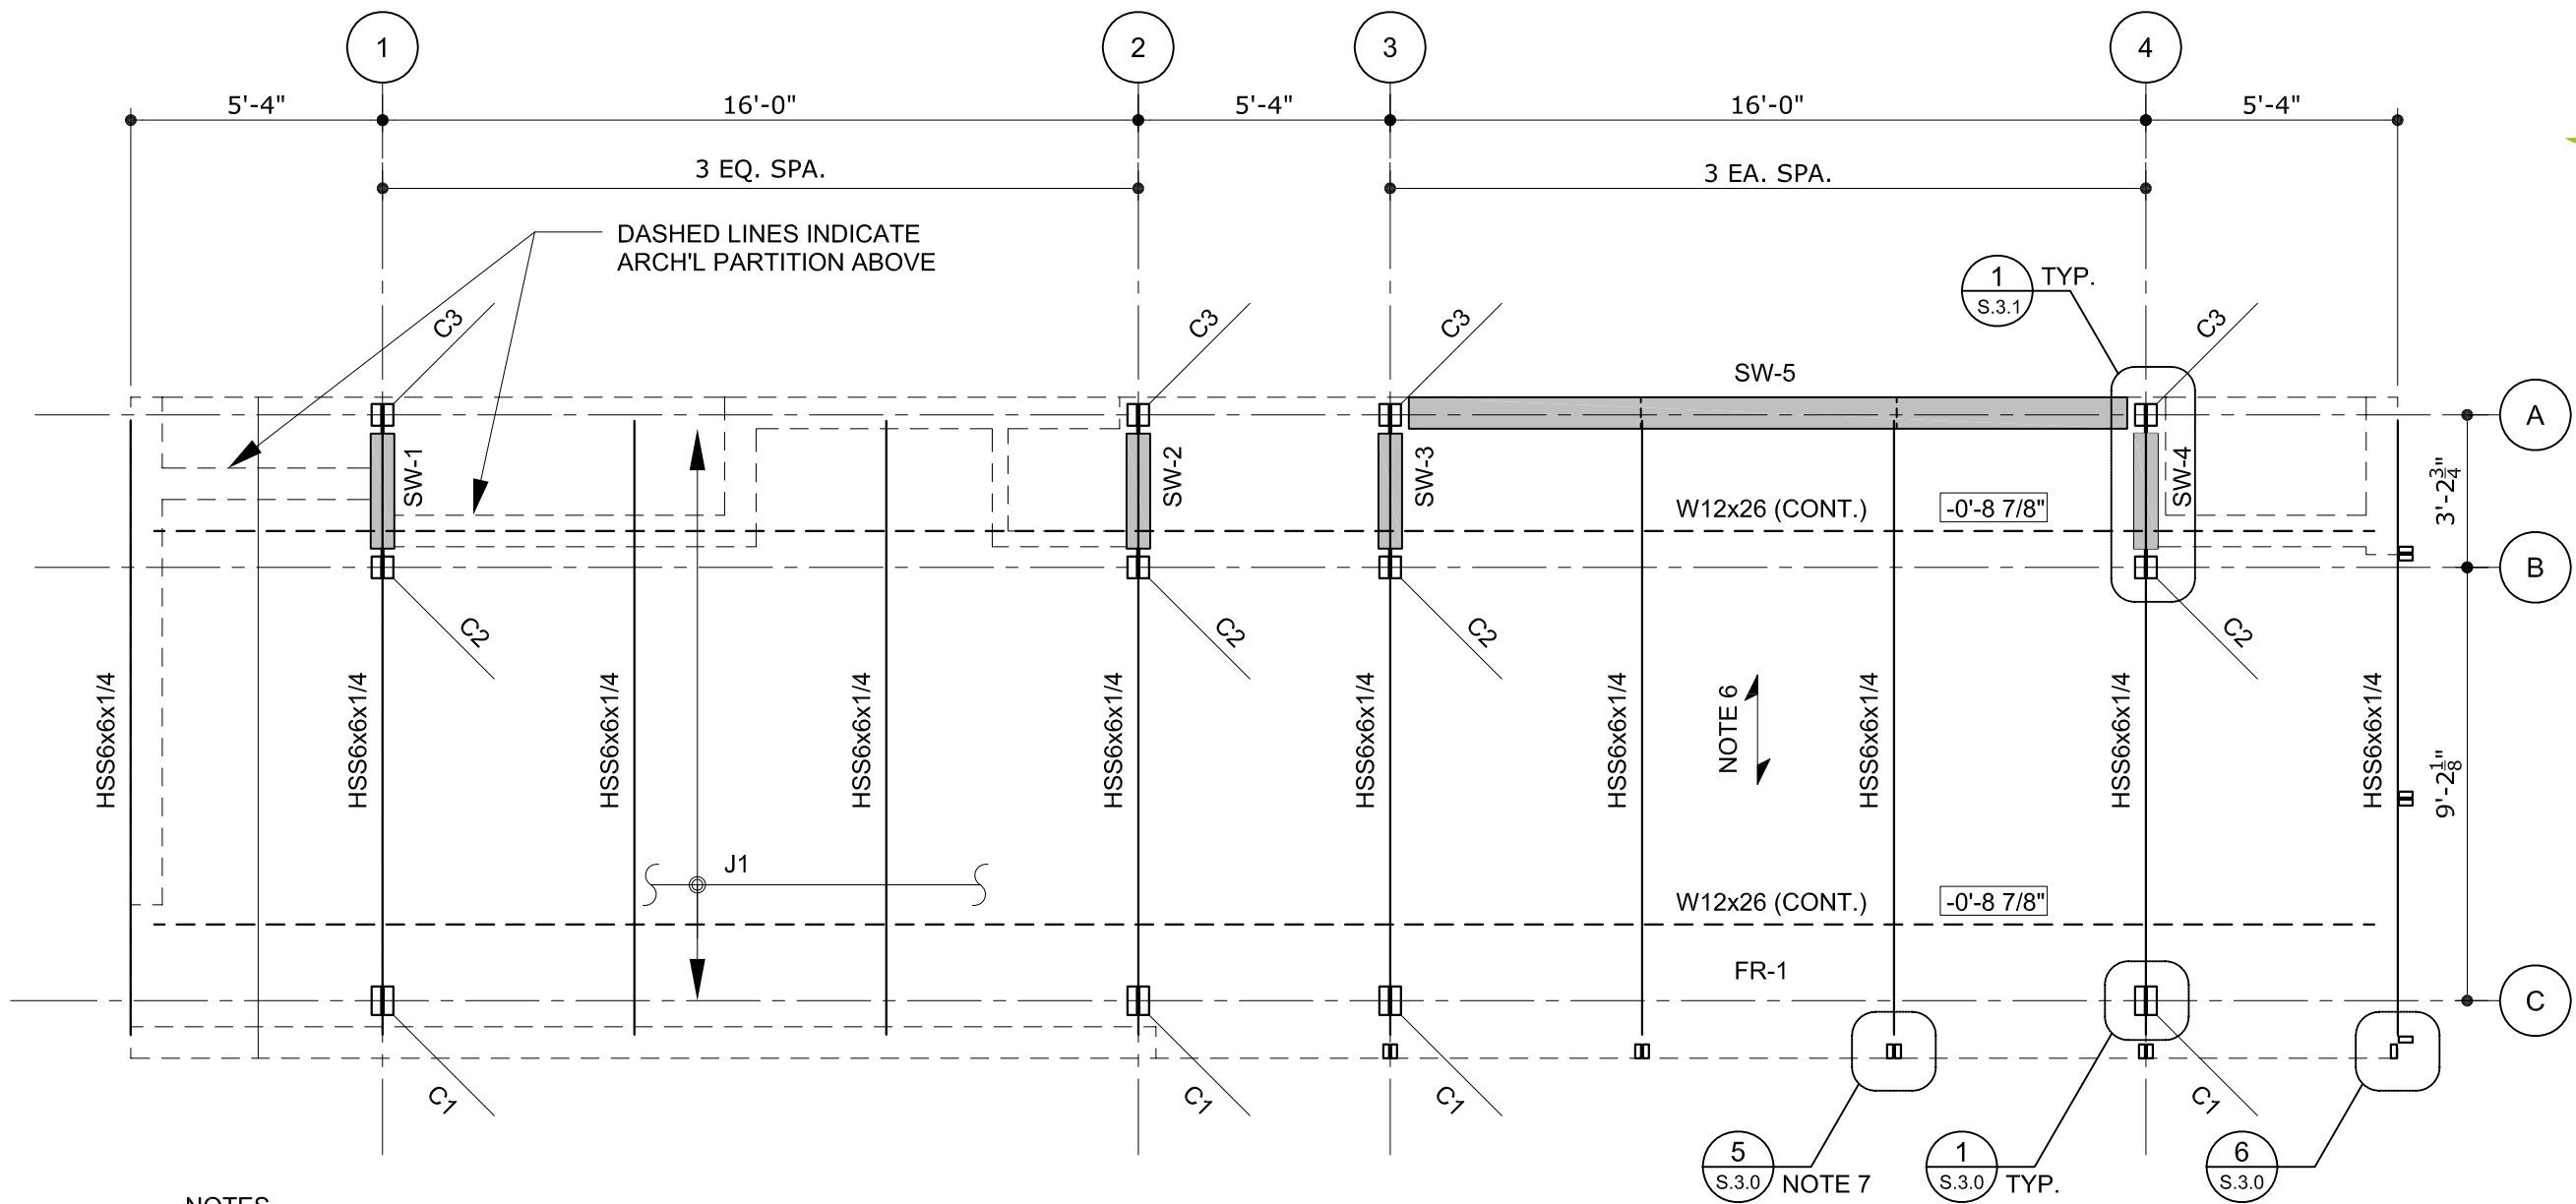 1
2
3
4
5'-4"
16'-0"
5'-4"
16'-0"
5'-4"
3 EQ. SPA.
3 EA. SPA.
DASHED LINES INDICATE
ARCH'L PARTITION ABOVE
1
S.3.1
TYP.
C3
C3
C3
C3
SW-5
A
SW-1
SW-2
SW-3
SW-4
3'-2 3/4"
W12x26 (CONT.)
-0'-8 7/8"
B
C2
C2
C2
C2
HSS6x6x1/4
HSS6x6x1/4
HSS6x6x1/4
HSS6x6x1/4
HSS6x6x1/4
HSS6x6x1/4
HSS6x6x1/4
NOTE 6
HSS6x6x1/4
HSS6x6x1/4
HSS6x6x1/4
9'-2 1/8"
J1
W12x26 (CONT.)
-0'-8 7/8"
FR-1
C
C1
C1
C1
C1
5
S.3.0
NOTE 7
1
S.3.0
TYP.
6
S.3.0
NOTES